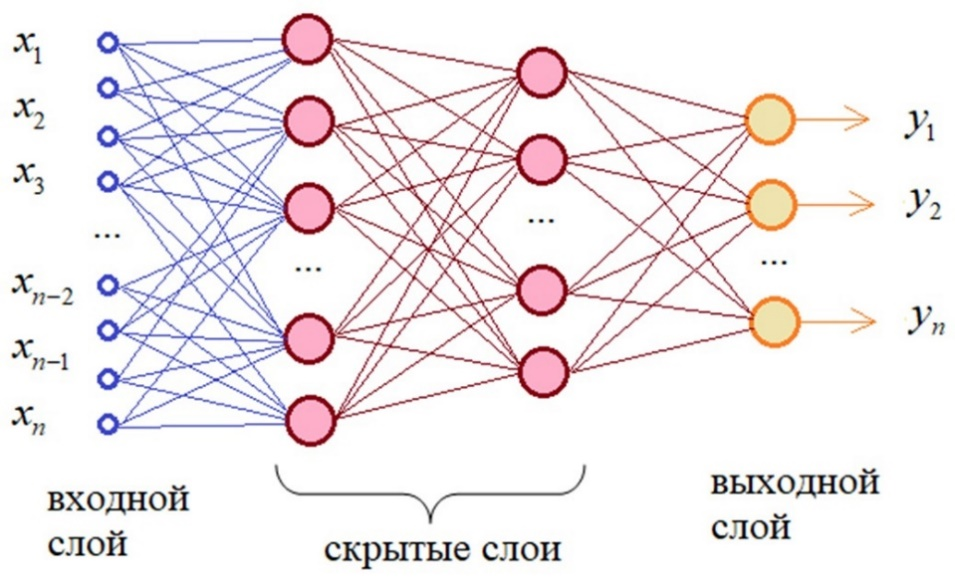 x₁
x₂
x₃
...
xₙ₋₂
xₙ₋₁
xₙ
...
...
...
y₁
y₂
yₙ
входной
слой
скрытые слои
выходной
слой